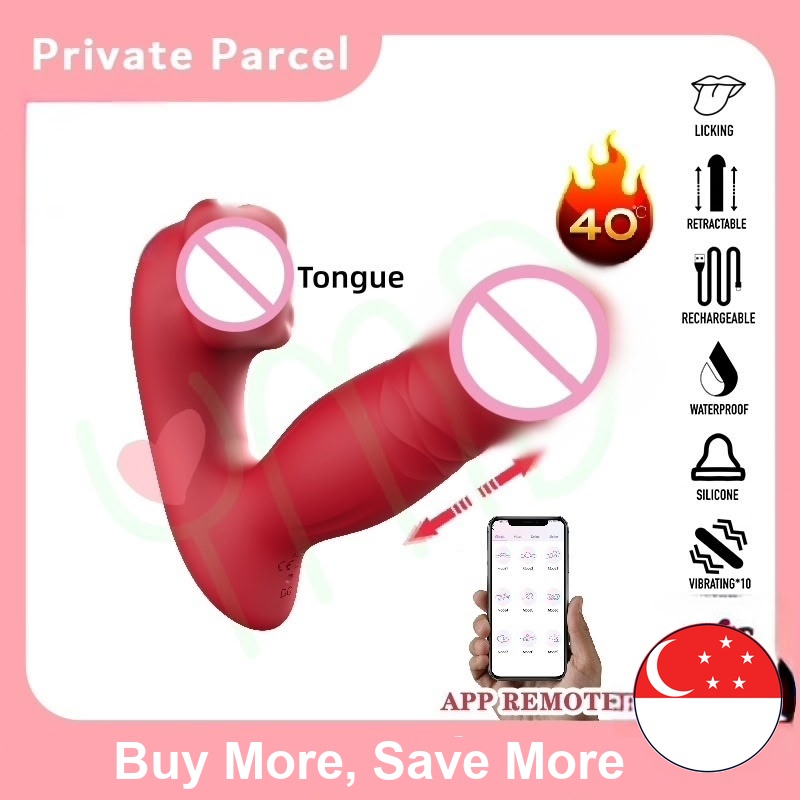 Private Parcel
LICKING
40°C
RETRACTABLE
Tongue
RECHARGEABLE
WATERPROOF
SILICONE
VIBRATING*10
APP REMOTE
Buy More, Save More